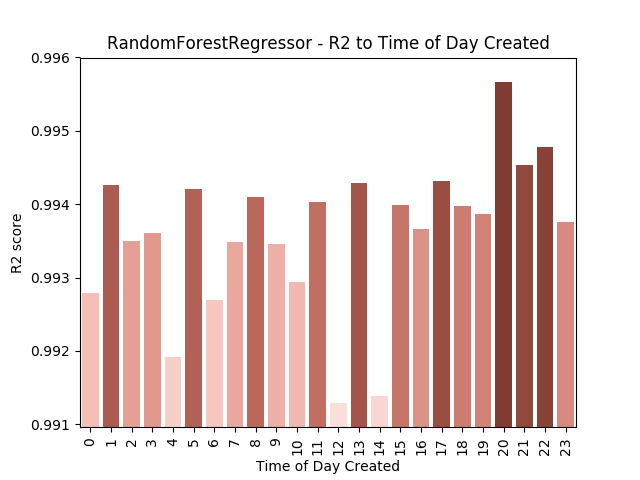 RandomForestRegressor - R2 to Time of Day Created
0.996
0.995
0.994
0.993
0.992
0.991
R2 score
0 1 2 3 4 5 6 7 8 9 10 11 12 13 14 15 16 17 18 19 20 21 22 23
Time of Day Created